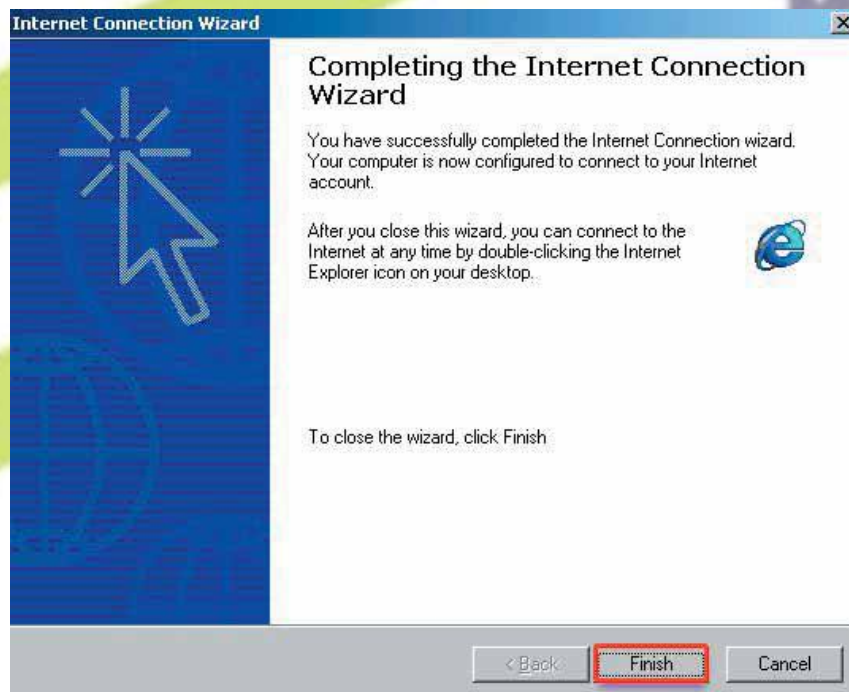 Internet Connection Wizard
Completing the Internet Connection
Wizard
You have successfully completed the Internet Connection wizard.
Your computer is now configured to connect to your Internet
account.
After you close this wizard, you can connect to the
Internet at any time by double-clicking the Internet
Explorer icon on your desktop.
To close the wizard, click Finish
< Back Finish Cancel